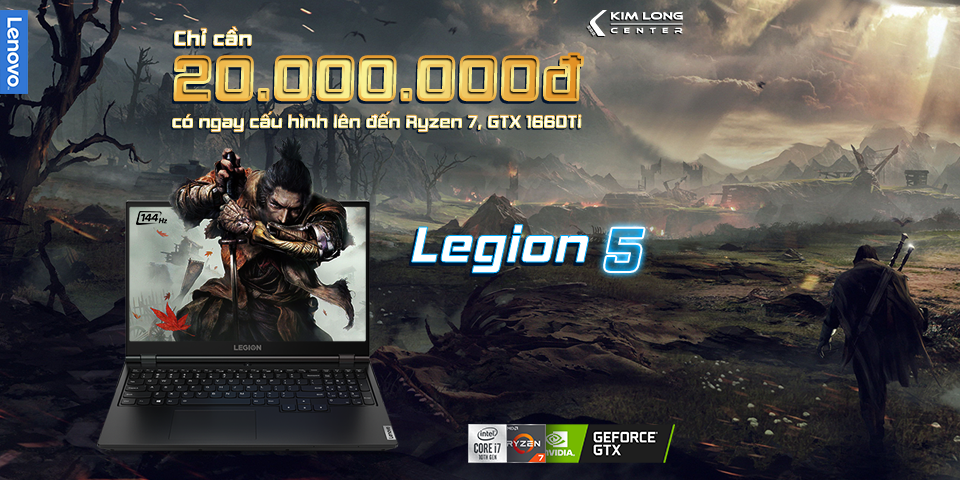 Lenovo
KIM LONG
CENTER
Chỉ cần
20.000.000đ
có ngay cấu hình lên đến Ryzen 7, GTX 1660Ti
144Hz
Legion 5
LEGION
intel
CORE i7
10TH GEN
AMD
RYZEN
7
NVIDIA.
GEFORCE
GTX